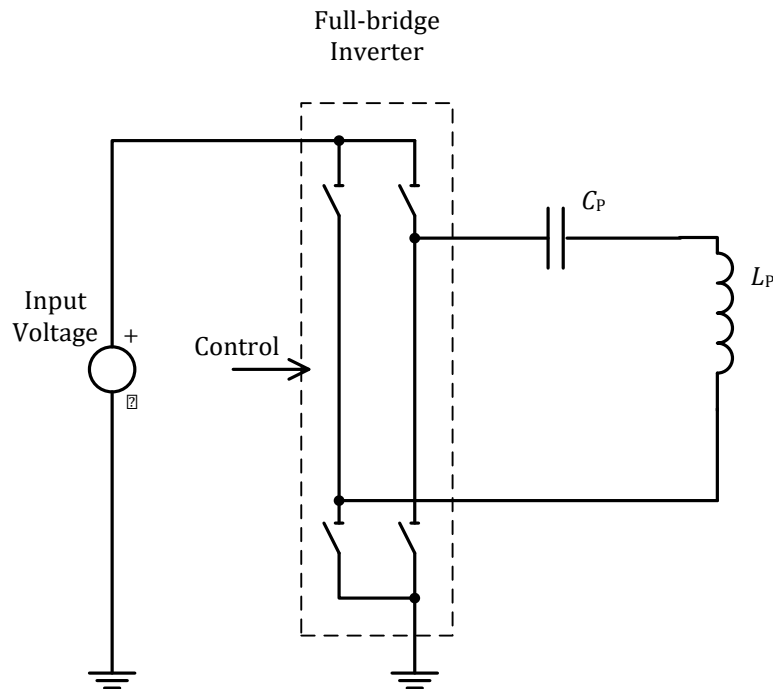 Full-bridge
Inverter
C_P
L_P
Input
Voltage
+
Control